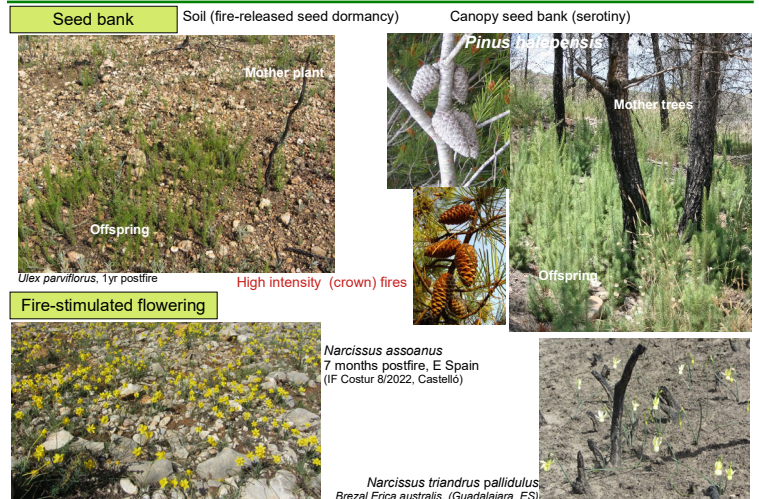 Seed bank
Soil (fire-released seed dormancy)
Canopy seed bank (serotiny)
Pinus halepensis
Mother plant
Mother trees
Offspring
Offspring
Ulex parviflorus, 1yr postfire
High intensity (crown) fires
Fire-stimulated flowering
Narcissus assoanus
7 months postfire, E Spain
(IF Costur 8/2022, Castelló)
Narcissus triandrus pallidulus
Brezal Erica australis, (Guadalajara, ES)